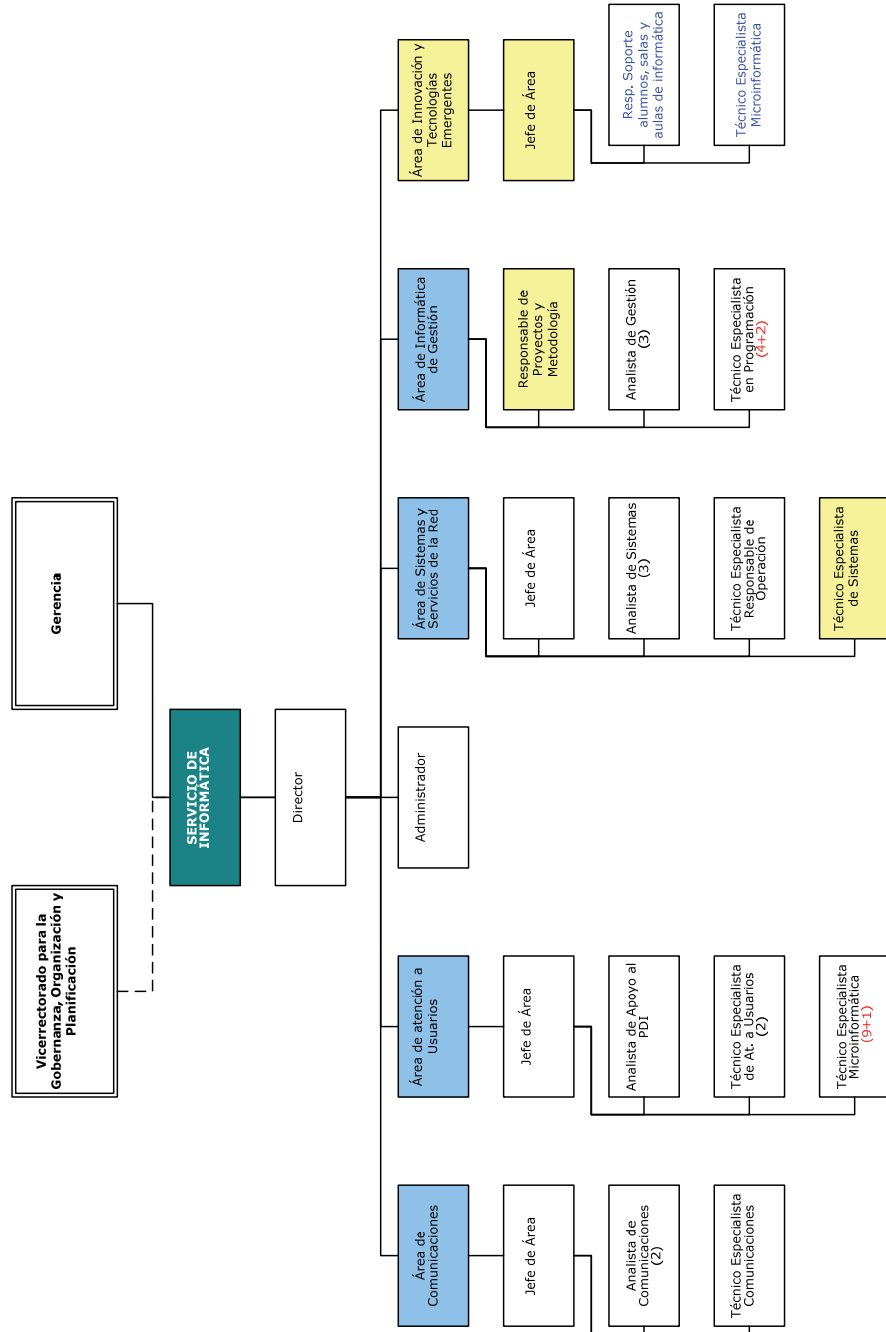 Vicerrectorado para la
Gobernanza, Organización y
Planificación
Gerencia
SERVICIO DE
INFORMÁTICA
Director
Área de
Comunicaciones
Área de atención a
Usuarios
Administrador
Área de Sistemas y
Servicios de la Red
Área de Informática
de Gestión
Área de Innovación y
Tecnologías
Emergentes
Jefe de Área
Jefe de Área
Jefe de Área
Responsable de
Proyectos y
Metodología
Jefe de Área
Analista de
Comunicaciones
(2)
Analista de Apoyo al
PDI
Analista de Sistemas
(3)
Analista de Gestión
(3)
Resp. Soporte
alumnos, salas y
aulas de informática
Técnico Especialista
Comunicaciones
Técnico Especialista
de At. a Usuarios
(2)
Técnico Especialista
Responsable de
Operación
Técnico Especialista
en Programación
(4+2)
Técnico Especialista
Microinformática
Técnico Especialista
Microinformática
(9+1)
Técnico Especialista
de Sistemas